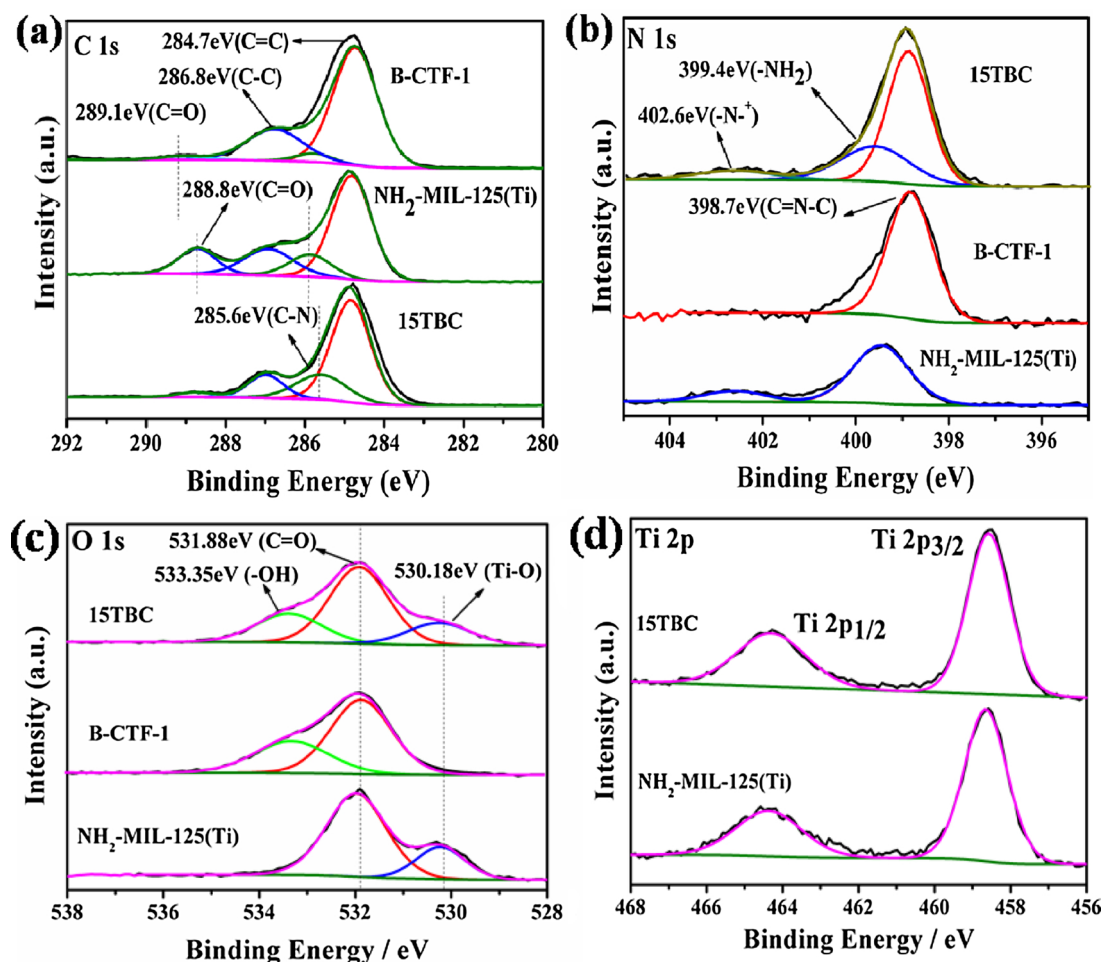 (a) C 1s
284.7eV(C=C)
286.8eV(C-C)
289.1eV(C=O)
B-CTF-1
288.8eV(C=O)
NH2-MIL-125(Ti)
285.6eV(C-N)
15TBC
Intensity (a.u.)
292 290 288 286 284 282 280
Binding Energy (eV)
(b) N 1s
399.4eV(-NH2)
402.6eV(-N-+)
15TBC
398.7eV(C=N-C)
B-CTF-1
NH2-MIL-125(Ti)
Intensity (a.u.)
404 402 400 398 396
Binding Energy (eV)
(c) O 1s
531.88eV (C=O)
533.35eV (-OH)
530.18eV (Ti-O)
15TBC
B-CTF-1
NH2-MIL-125(Ti)
Intensity (a.u.)
538 536 534 532 530 528
Binding Energy / eV
(d) Ti 2p
Ti 2p3/2
15TBC
Ti 2p1/2
NH2-MIL-125(Ti)
Intensity (a.u.)
468 466 464 462 460 458 456
Binding Energy / eV